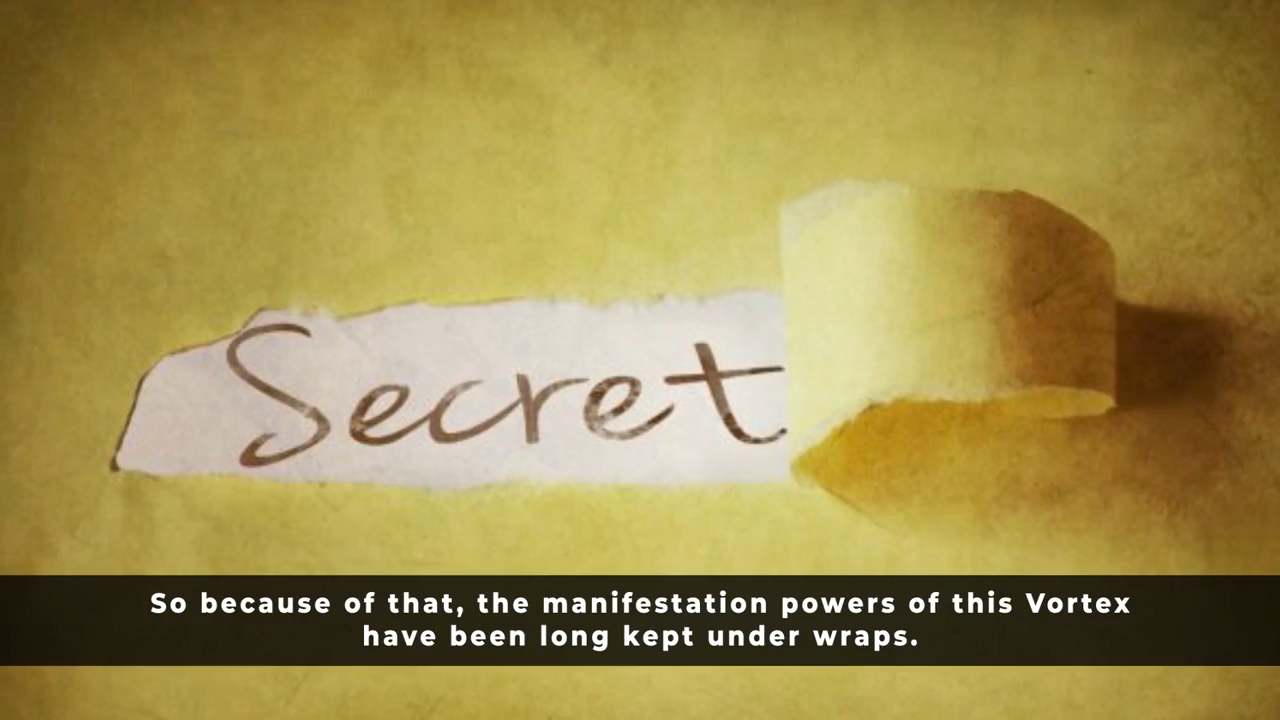 Secret
So because of that, the manifestation powers of this Vortex
have been long kept under wraps.